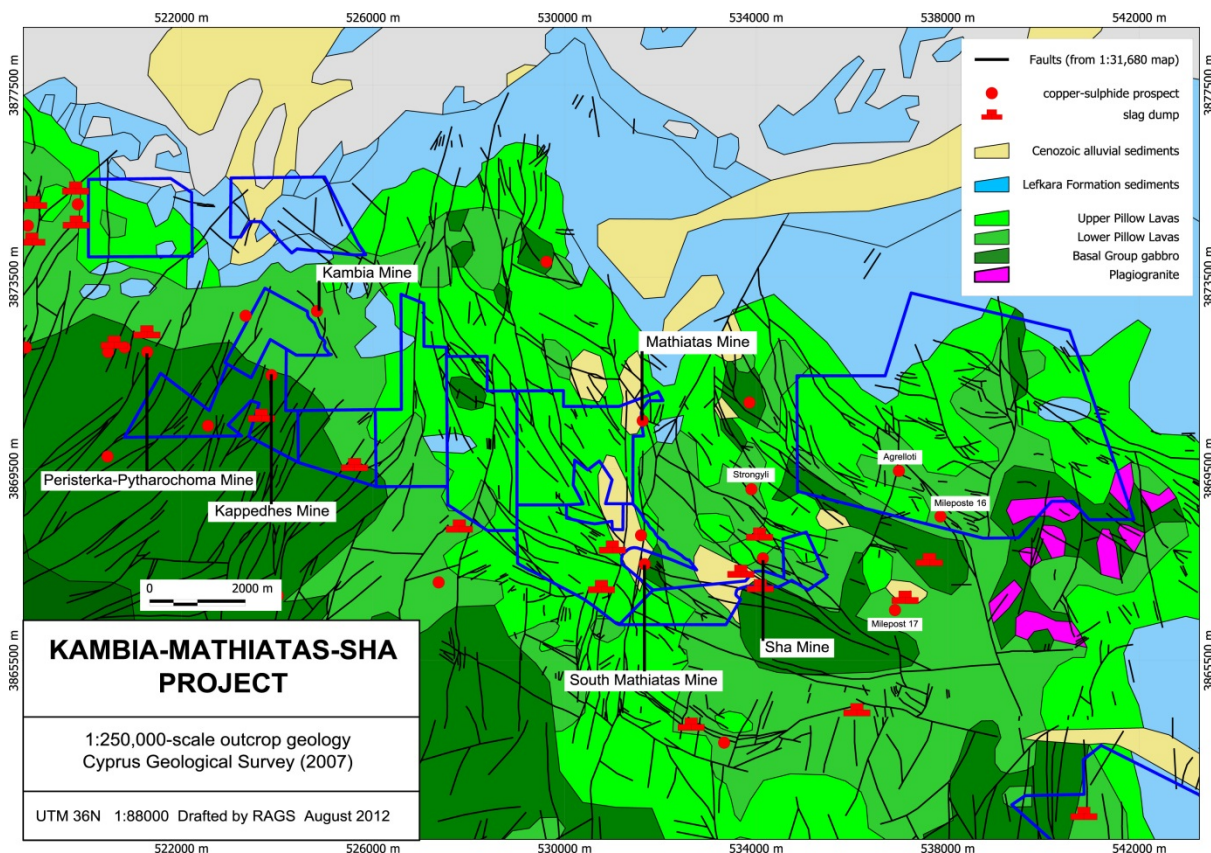 522000 m
526000 m
530000 m
534000 m
538000 m
542000 m
3877500 m
3877500 m
Faults (from 1:31,680 map)
copper-sulphide prospect
slag dump
Cenozoic alluvial sediments
Lefkara Formation sediments
Upper Pillow Lavas
Lower Pillow Lavas
Basal Group gabbro
Plagiogranite
3873500 m
3873500 m
Kambia Mine
Mathiatas Mine
Agrelloti
Strongyli
3869500 m
3869500 m
Peristerka-Pytharochoma Mine
Mileposte 16
Kappedhes Mine
0
2000 m
Milepost 17
Sha Mine
South Mathiatas Mine
3865500 m
3865500 m
KAMBIA-MATHIATAS-SHA
PROJECT
1:250,000-scale outcrop geology
Cyprus Geological Survey (2007)
UTM 36N 1:88000 Drafted by RAGS August 2012
522000 m
526000 m
530000 m
534000 m
538000 m
542000 m